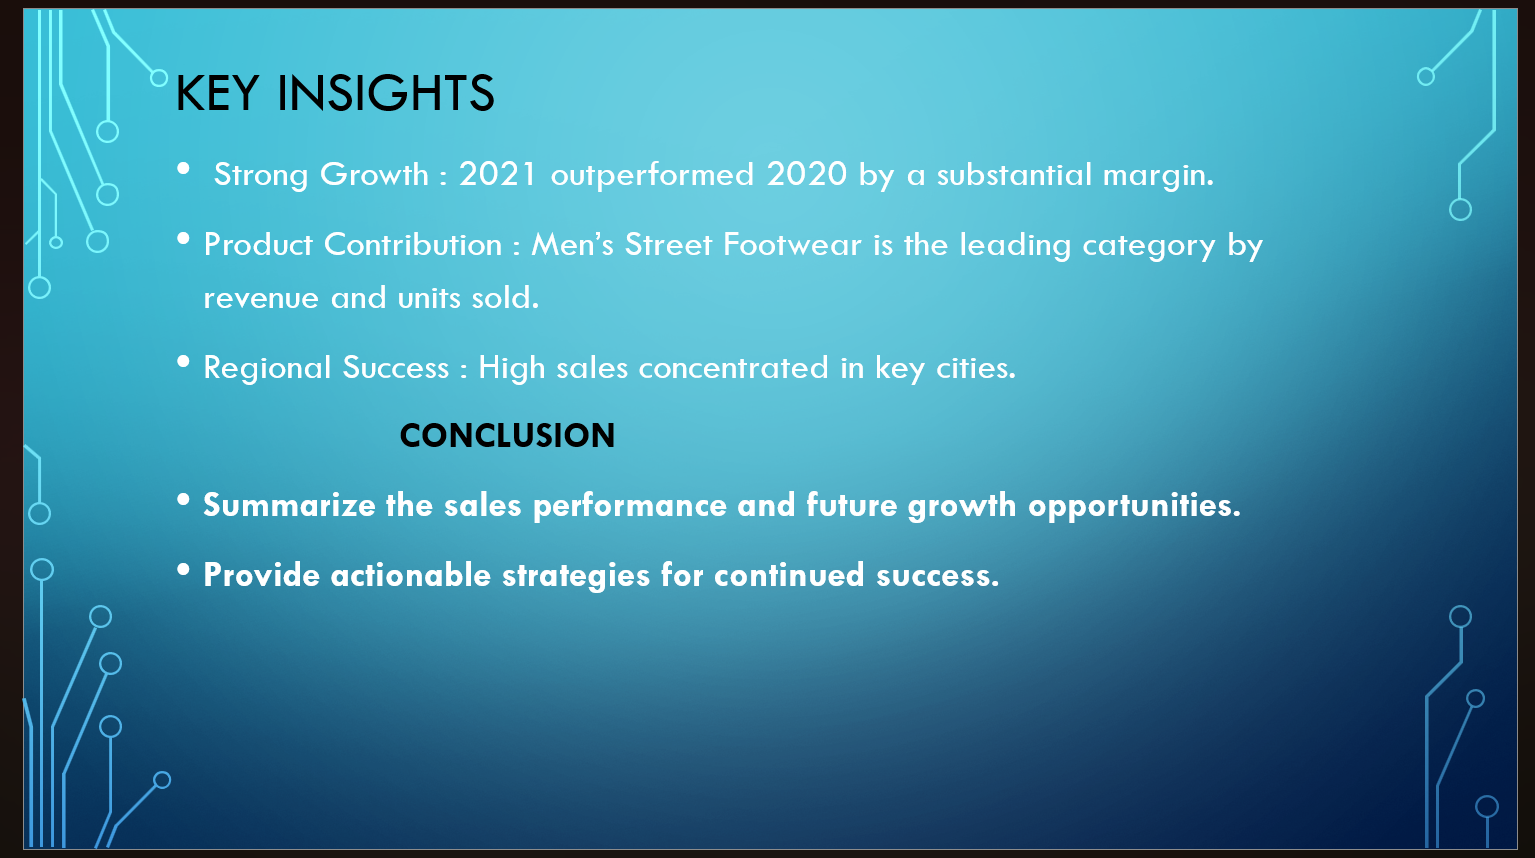 KEY INSIGHTS
• Strong Growth : 2021 outperformed 2020 by a substantial margin.
• Product Contribution : Men’s Street Footwear is the leading category by
revenue and units sold.
• Regional Success : High sales concentrated in key cities.
CONCLUSION
• Summarize the sales performance and future growth opportunities.
• Provide actionable strategies for continued success.